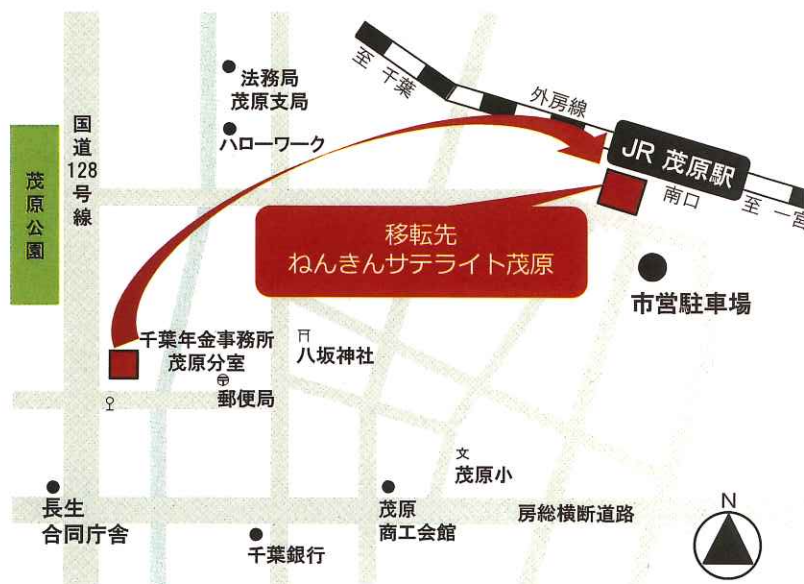 法務局
茂原支局
ハローワーク
至 千葉
外房線
JR 茂原駅
南口
至 一宮
国道128号線
茂原公園
移転先
ねんきんサテライト茂原
市営駐車場
千葉年金事務所
茂原分室
八坂神社
〒
郵便局
文
茂原小
長生
合同庁舎
千葉銀行
茂原
商工会館
房総横断道路
N